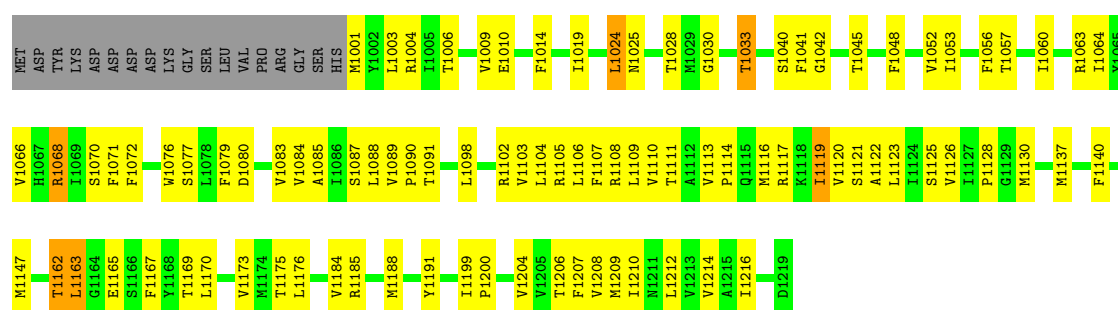 MET ASP TYR LYS ASP ASP ASP ASP LYS GLY SER LEU VAL PRO ARG GLY SER HIS M1001 Y1002 L1003 R1004 I1005 T1006 V1009 E1010 F1014 I1019 L1024 N1025 T1028 M1029 G1030 T1033 S1040 F1041 G1042 T1045 F1048 V1052 I1053 F1056 T1057 I1060 R1063 I1064 Y1065
V1066 H1067 R1068 I1069 S1070 F1071 F1072 W1076 S1077 L1078 F1079 D1080 V1083 V1084 A1085 I1086 S1087 L1088 V1089 P1090 T1091 L1098 R1102 V1103 L1104 R1105 L1106 F1107 R1108 L1109 V1110 T1111 A1112 V1113 P1114 Q1115 M1116 R1117 K1118 I1119 V1120 S1121 A1122 L1123 I1124 S1125 V1126 I1127 P1128 G1129 M1130 M1137 F1140
M1147 T1162 L1163 G1164 E1165 S1166 F1167 Y1168 T1169 L1170 V1173 M1174 T1175 L1176 V1184 R1185 M1188 Y1191 I1199 P1200 V1204 V1205 T1206 F1207 V1208 M1209 I1210 N1211 L1212 V1213 V1214 A1215 I1216 D1219